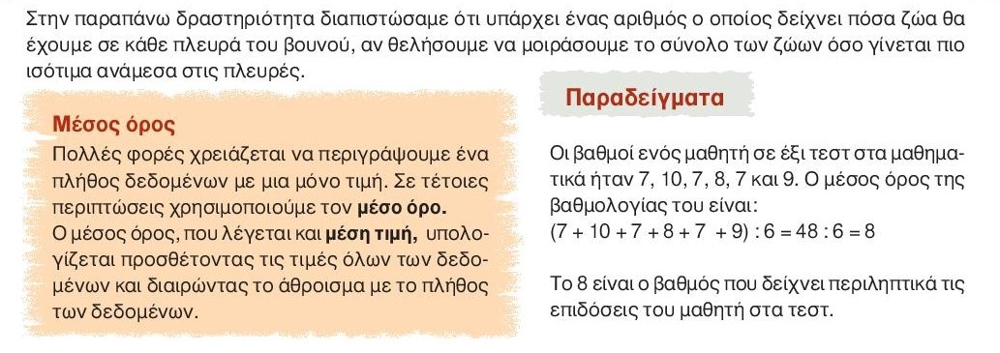 Στην παραπάνω δραστηριότητα διαπιστώσαμε ότι υπάρχει ένας αριθμός ο οποίος δείχνει πόσα ζώα θα
έχουμε σε κάθε πλευρά του βουνού, αν θελήσουμε να μοιράσουμε το σύνολο των ζώων όσο γίνεται πιο
ισότιμα ανάμεσα στις πλευρές.
Μέσος όρος
Πολλές φορές χρειάζεται να περιγράψουμε ένα
πλήθος δεδομένων με μια μόνο τιμή. Σε τέτοιες
περιπτώσεις χρησιμοποιούμε τον μέσο όρο.
Ο μέσος όρος, που λέγεται και μέση τιμή, υπολο-
γίζεται προσθέτοντας τις τιμές όλων των δεδο-
μένων και διαιρώντας το άθροισμα με το πλήθος
των δεδομένων.
Παραδείγματα
Οι βαθμοί ενός μαθητή σε έξι τεστ στα μαθημα-
τικά ήταν 7, 10, 7, 8, 7 και 9. Ο μέσος όρος της
βαθμολογίας του είναι:
(7 + 10 + 7 + 8 + 7 + 9) : 6 = 48 : 6 = 8
Το 8 είναι ο βαθμός που δείχνει περιληπτικά τις
επιδόσεις του μαθητή στα τεστ.